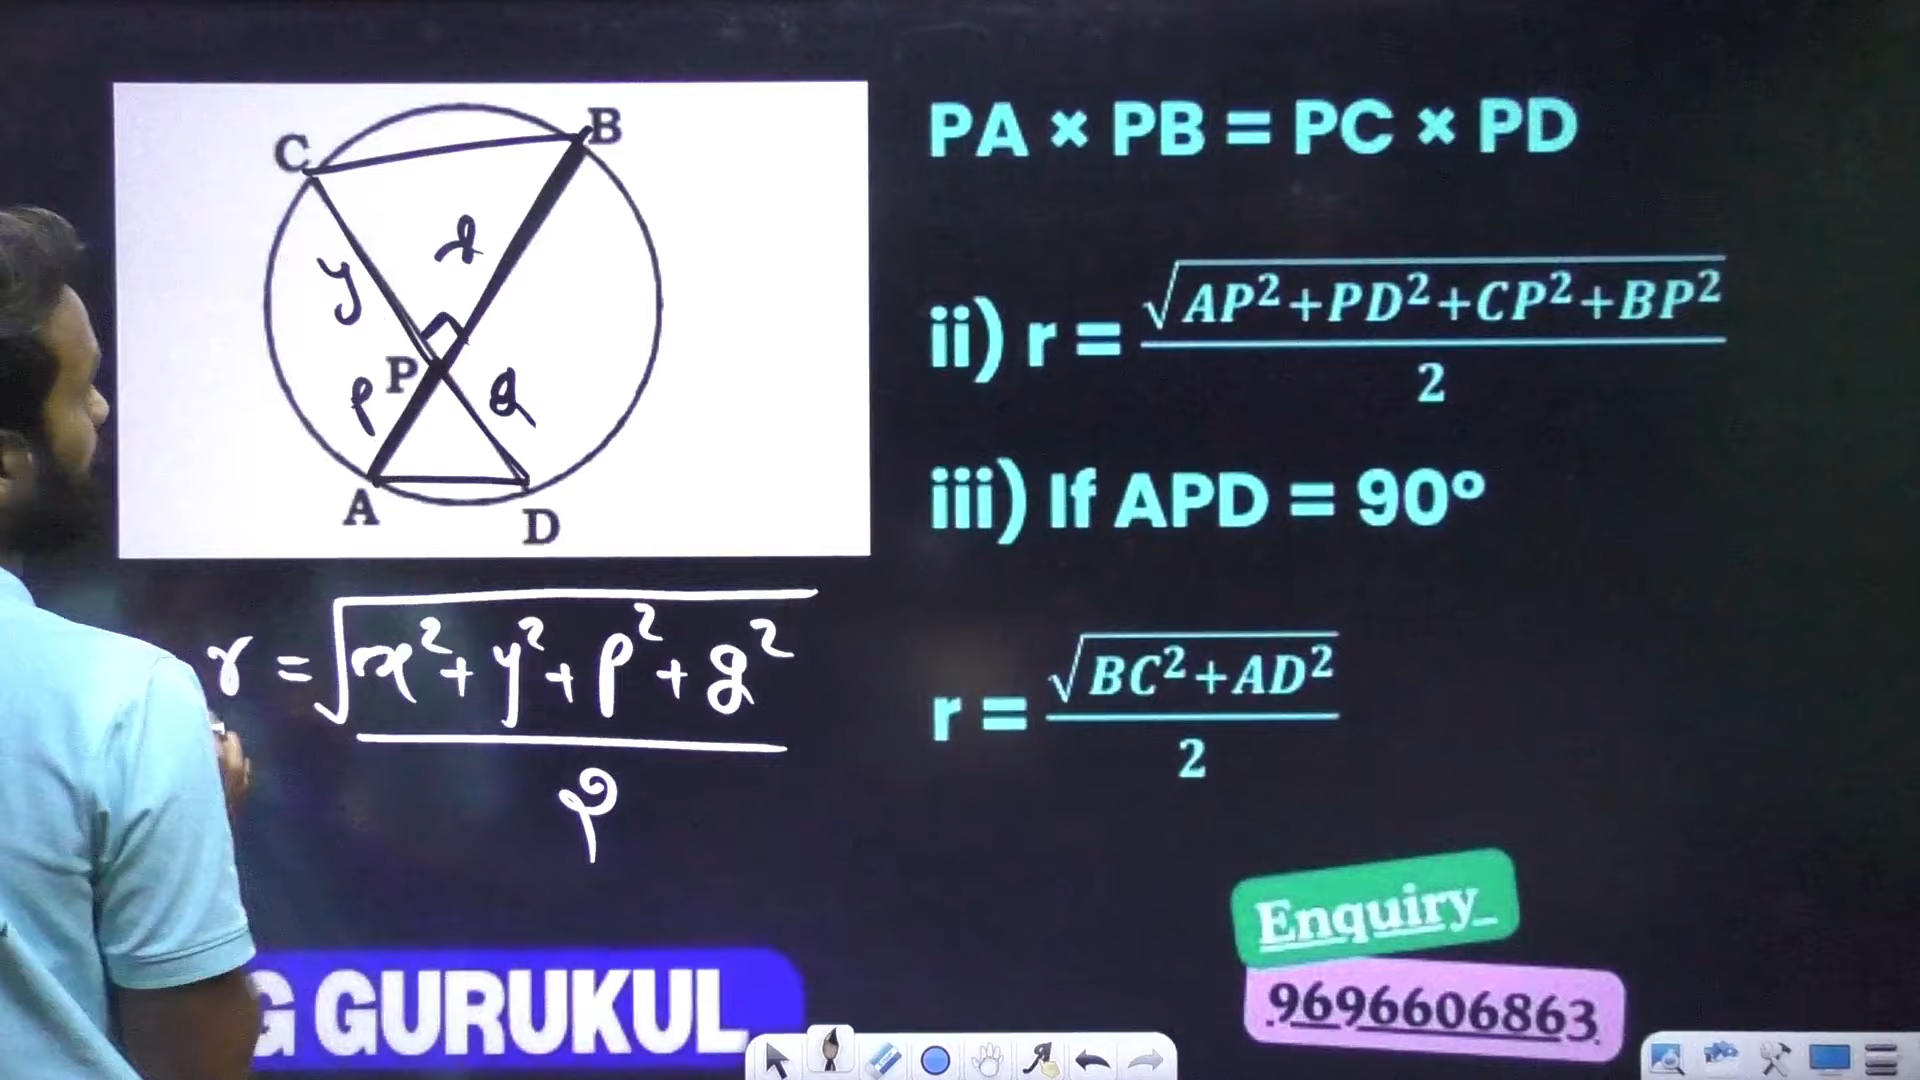 C
B
x
y
P
p
q
A
D
r = √x²+y²+p²+q²
2
PA × PB = PC × PD
ii) r = √AP²+PD²+CP²+BP²
2
iii) If APD = 90°
r = √BC²+AD²
2
Enquiry
9696606863
G GURUKUL